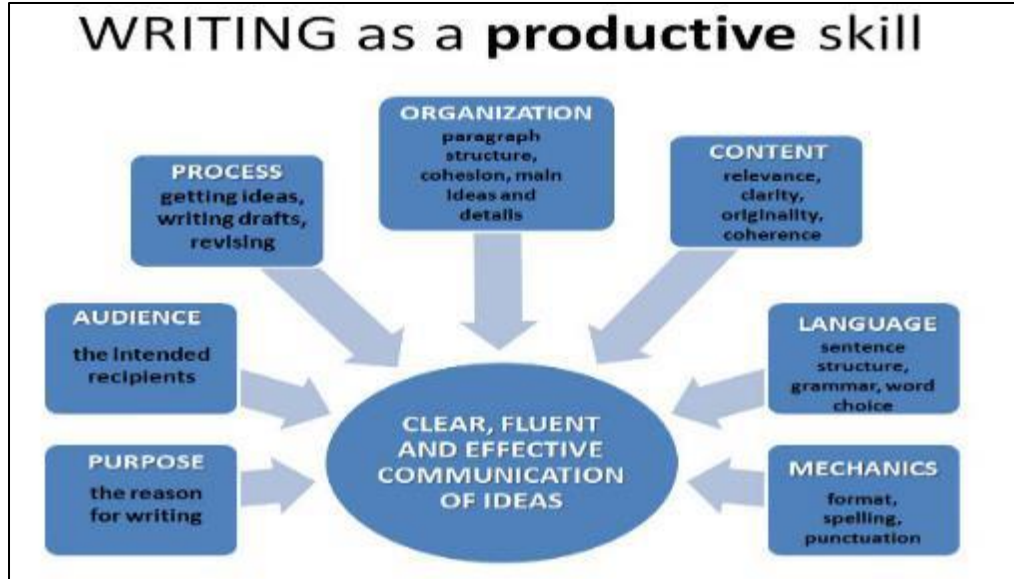 WRITING as a productive skill
PURPOSE
the reason
for writing
AUDIENCE
the intended
recipients
PROCESS
getting ideas,
writing drafts,
revising
ORGANIZATION
paragraph
structure,
cohesion, main
ideas and
details
CONTENT
relevance,
clarity,
originality,
coherence
LANGUAGE
sentence
structure,
grammar, word
choice
MECHANICS
format,
spelling,
punctuation
CLEAR, FLUENT
AND EFFECTIVE
COMMUNICATION
OF IDEAS